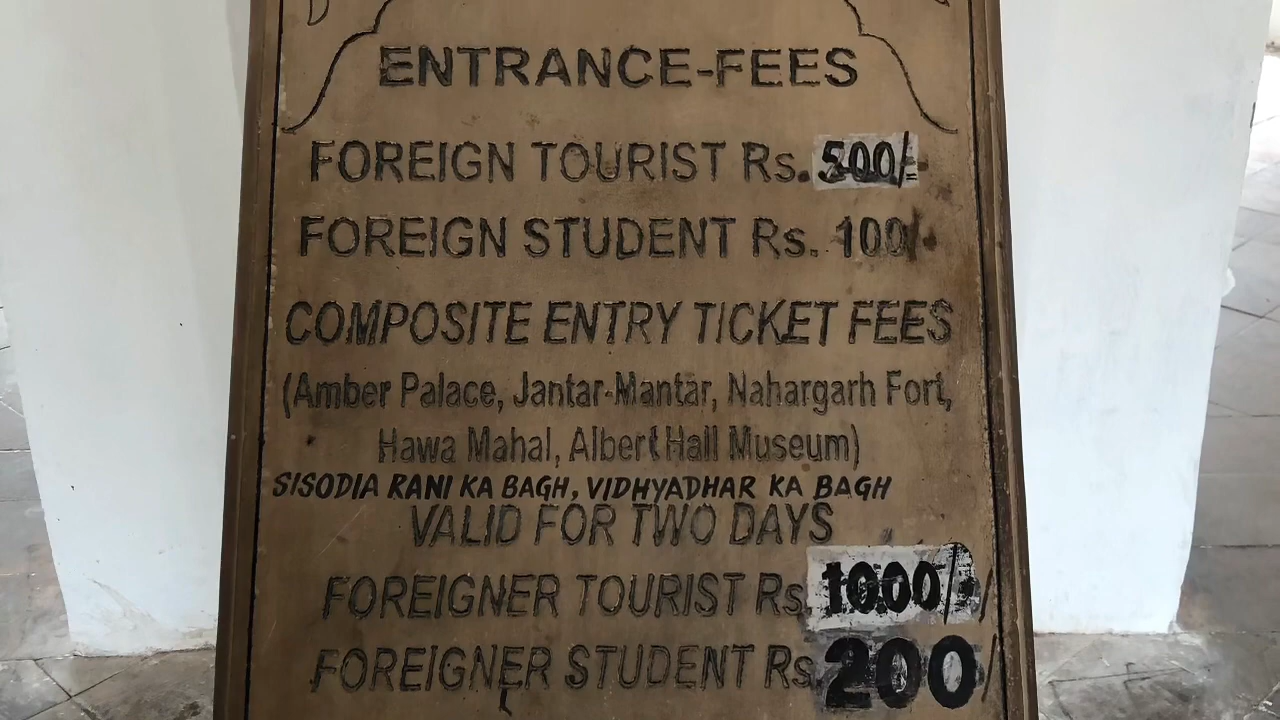 ENTRANCE-FEES
FOREIGN TOURIST Rs. 500/=
FOREIGN STUDENT Rs. 100/-
COMPOSITE ENTRY TICKET FEES
(Amber Palace, Jantar-Mantar, Nahargarh Fort,
Hawa Mahal, Albert Hall Museum)
SISODIA RANI KA BAGH, VIDHYADHAR KA BAGH
VALID FOR TWO DAYS
FOREIGNER TOURIST Rs. 1000/-
FOREIGNER STUDENT Rs. 200/